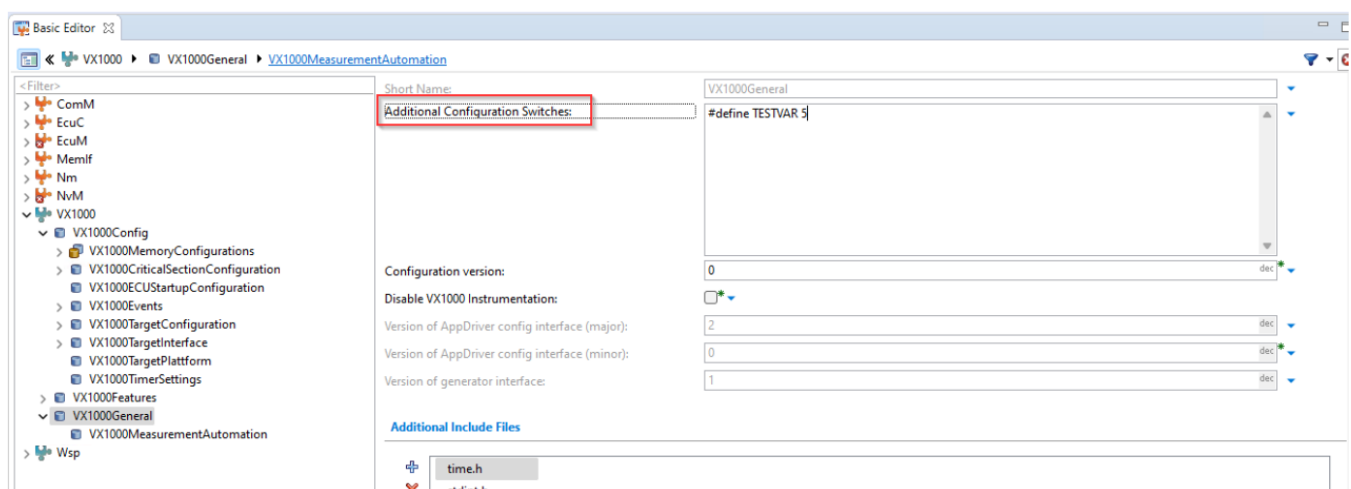 Basic Editor
VX1000 VX1000General VX1000MeasurementAutomation
<Filter>
ComM
EcuC
EcuM
MemIf
Nm
NvM
VX1000
VX1000Config
VX1000MemoryConfigurations
VX1000CriticalSectionConfiguration
VX1000ECUStartupConfiguration
VX1000Events
VX1000TargetConfiguration
VX1000TargetInterface
VX1000TargetPlattform
VX1000TimerSettings
VX1000Features
VX1000General
VX1000MeasurementAutomation
Wsp
Short Name: VX1000General
Additional Configuration Switches: #define TESTVAR 5
Configuration version: 0 dec
Disable VX1000 Instrumentation:
Version of AppDriver config interface (major): 2 dec
Version of AppDriver config interface (minor): 0 dec
Version of generator interface: 1 dec
Additional Include Files
time.h